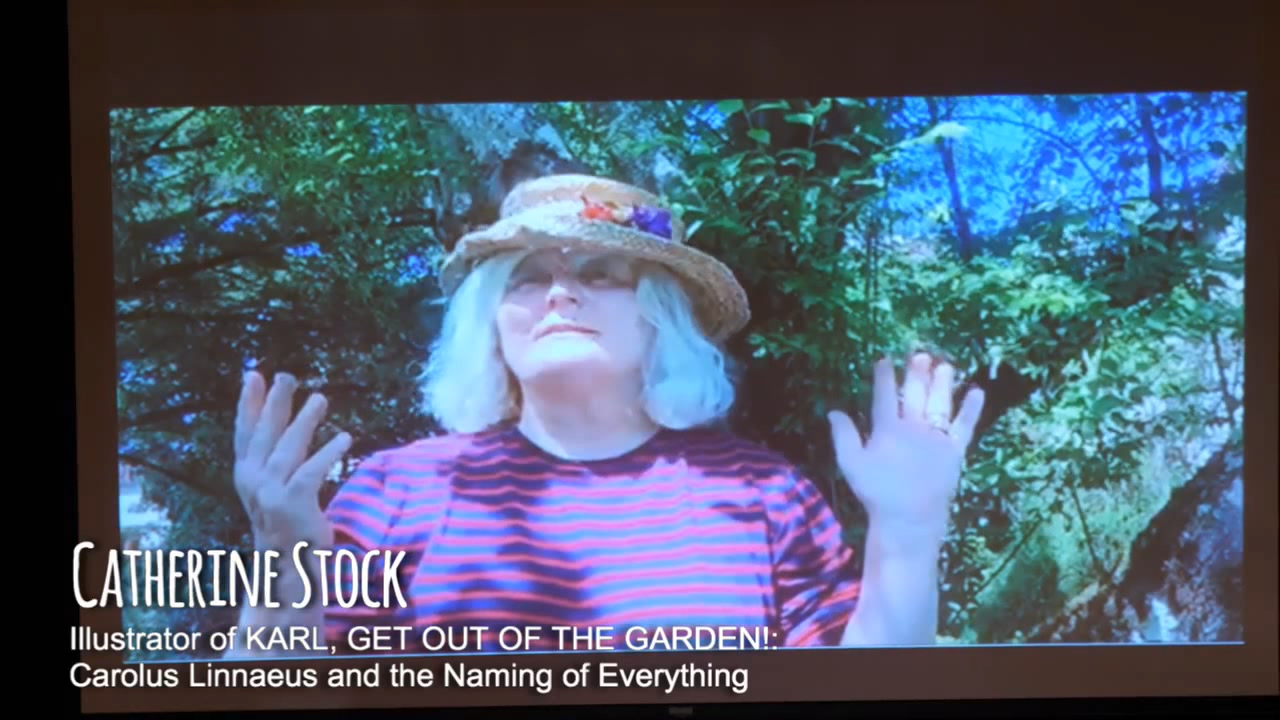 CATHERINE STOCK
Illustrator of KARL, GET OUT OF THE GARDEN!:
Carolus Linnaeus and the Naming of Everything